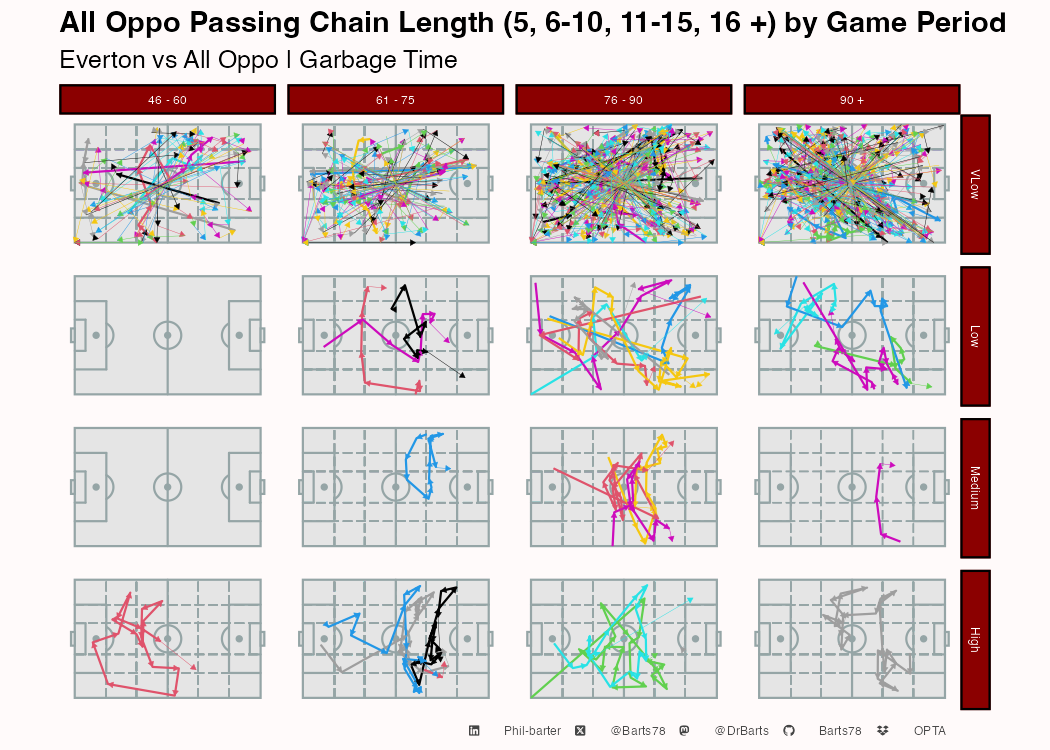 All Oppo Passing Chain Length (5, 6-10, 11-15, 16 +) by Game Period
Everton vs All Oppo | Garbage Time
46 - 60
61 - 75
76 - 90
90 +
VLow
Low
Medium
High
Phil-barter @Barts78 @DrBarts Barts78 OPTA